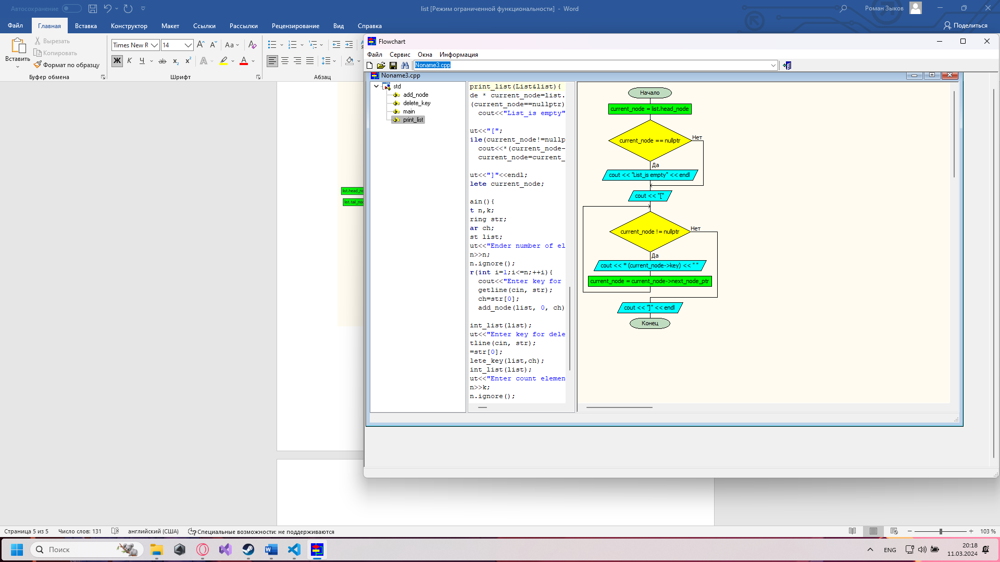 Автосохранение
list [Режим ограниченной функциональности] - Word
Роман Зыков
Файл Главная Вставка Конструктор Макет Ссылки Рассылки Рецензирование Вид Справка
Поделиться
Вставить
Вырезать
Копировать
Формат по образцу
Буфер обмена
Times New R 14
Шрифт
Абзац
Flowchart
Файл Сервис Окна Информация
Noname3.cpp
Noname3.cpp
std
add_node
delete_key
main
print_list
print_list(List&list){
de * current_node=list.
(current_node==nullptr)
cout<<"List_is empty"
ut<<"[";
ile(current_node!=nullp
cout<<*(current_node-
current_node=current_
ut<<"]"<<endl;
lete current_node;
ain(){
t n,k;
ring str;
ar ch;
st list;
ut<<"Ender number of el
n>>n;
n.ignore();
r(int i=1;i<=n;++i){
cout<<"Enter key for
getline(cin, str);
ch=str[0];
add_node(list, 0, ch)
int_list(list);
ut<<"Enter key for dele
tline(cin, str);
=str[0];
lete_key(list,ch);
int_list(list);
ut<<"Enter count elemen
n>>k;
n.ignore();
Начало
current_node = list.head_node
current_node == nullptr
Нет
Да
cout << "List_is empty" << endl
cout << "["
current_node != nullptr
Нет
Да
cout << * (current_node->key) << " "
current_node = current_node->next_node_ptr
cout << "]" << endl
Конец
list.head_no
list.tail_node
Страница 5 из 5 Число слов: 131 английский (США) Специальные возможности: не поддерживаются
103 %
Поиск
ENG
20:18
11.03.2024